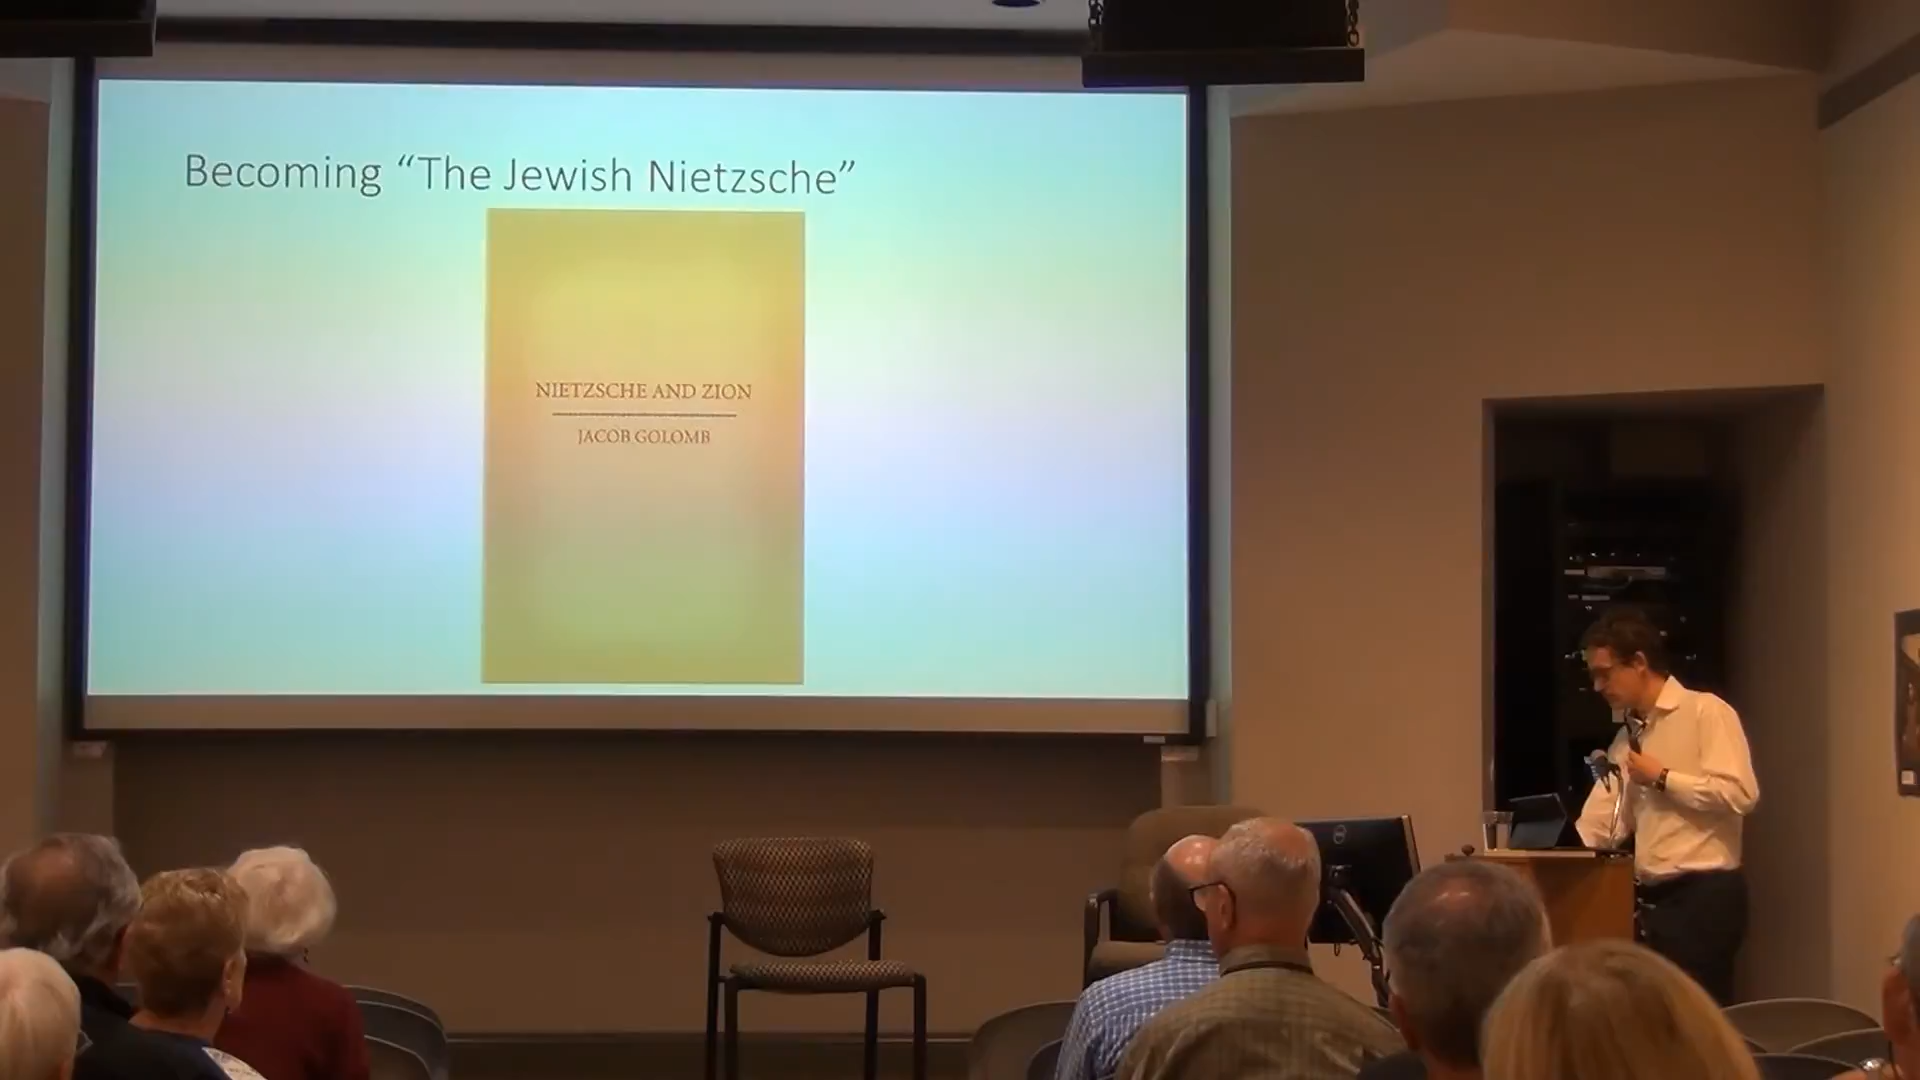 Becoming “The Jewish Nietzsche”
NIETZSCHE AND ZION
JACOB GOLOMB